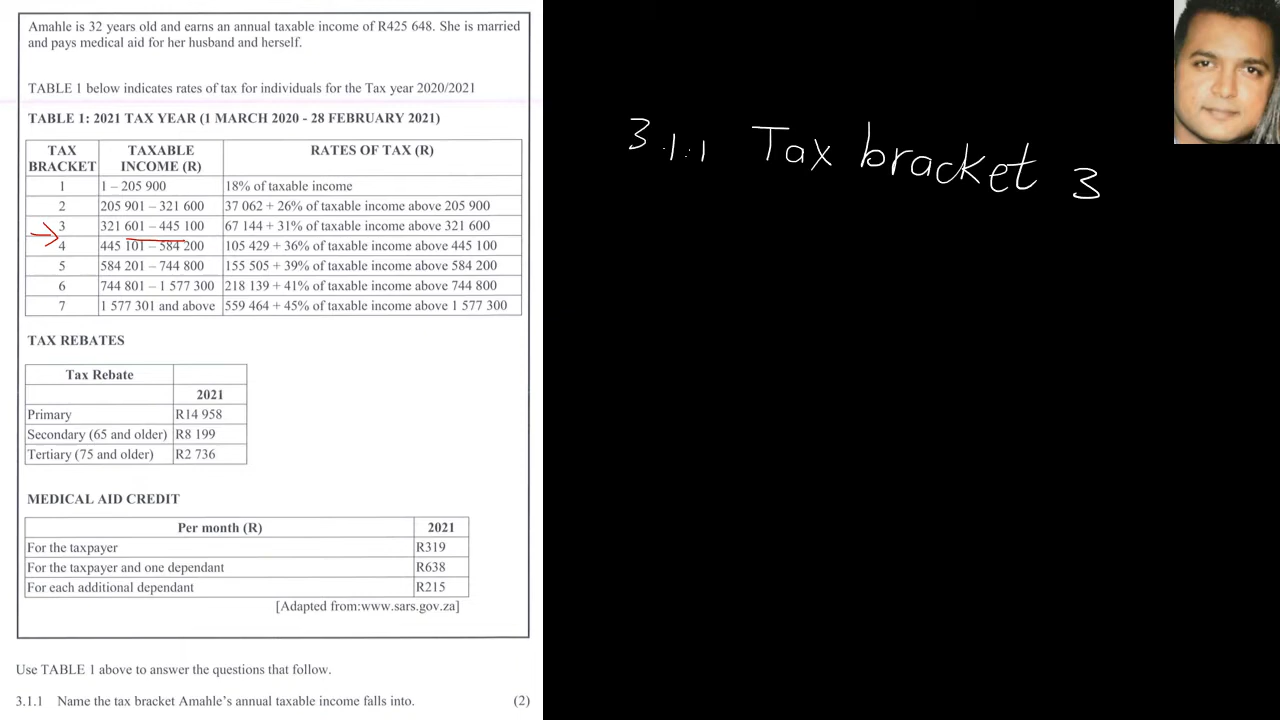 Amahle is 32 years old and earns an annual taxable income of R425 648. She is married
and pays medical aid for her husband and herself.
TABLE 1 below indicates rates of tax for individuals for the Tax year 2020/2021
TABLE 1: 2021 TAX YEAR (1 MARCH 2020 - 28 FEBRUARY 2021)
TAX BRACKET TAXABLE INCOME (R) RATES OF TAX (R)
1 1 – 205 900 18% of taxable income
2 205 901 – 321 600 37 062 + 26% of taxable income above 205 900
3 321 601 – 445 100 67 144 + 31% of taxable income above 321 600
4 445 101 – 584 200 105 429 + 36% of taxable income above 445 100
5 584 201 – 744 800 155 505 + 39% of taxable income above 584 200
6 744 801 – 1 577 300 218 139 + 41% of taxable income above 744 800
7 1 577 301 and above 559 464 + 45% of taxable income above 1 577 300
TAX REBATES
Tax Rebate
2021
Primary R14 958
Secondary (65 and older) R8 199
Tertiary (75 and older) R2 736
MEDICAL AID CREDIT
Per month (R) 2021
For the taxpayer R319
For the taxpayer and one dependant R638
For each additional dependant R215
[Adapted from:www.sars.gov.za]
Use TABLE 1 above to answer the questions that follow.
3.1.1 Name the tax bracket Amahle's annual taxable income falls into. (2)
3.1.1 Tax bracket 3